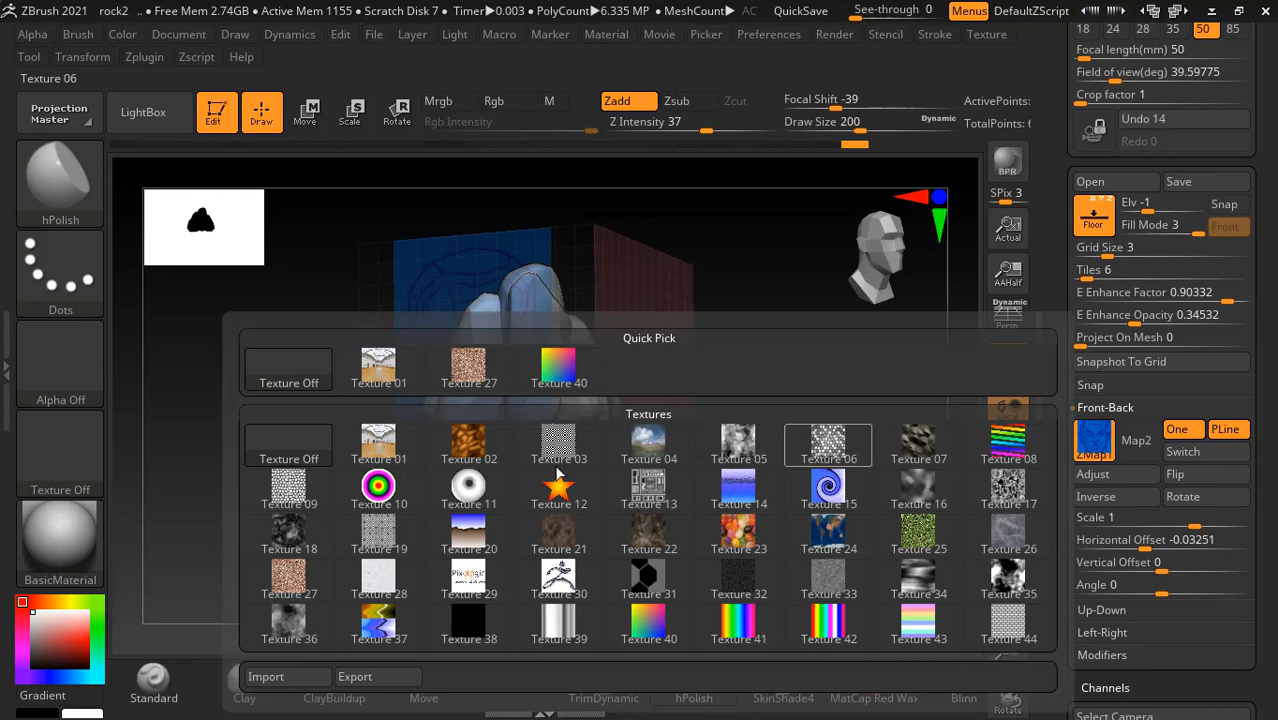 ZBrush 2021 rock2 • Free Mem 2.74GB • Active Mem 1155 • Scratch Disk 7 • Timer▶0.003 • PolyCount▶6.335 MP • MeshCount▶ AC QuickSave See-through 0 Menus DefaultZScript
Alpha Brush Color Document Draw Dynamics Edit File Layer Light Macro Marker Material Movie Picker Preferences Render Stencil Stroke Texture
Tool Transform Zplugin Zscript Help
Texture 06
Projection Master LightBox Edit Draw Move Scale Rotate
Mrgb Rgb M Zadd Zsub Zcut Focal Shift -39 ActivePoints:
Rgb Intensity Z Intensity 37 Draw Size 200 Dynamic TotalPoints: 6
hPolish
Dots
Alpha Off
Texture Off
BasicMaterial
Gradient
BPR
SPix 3
Actual
AAHalf
Dynamic
Persp
Rotate
Quick Pick
Texture Off Texture 01 Texture 27 Texture 40
Textures
Texture Off Texture 01 Texture 02 Texture 03 Texture 04 Texture 05 Texture 06 Texture 07 Texture 08
Texture 09 Texture 10 Texture 11 Texture 12 Texture 13 Texture 14 Texture 15 Texture 16 Texture 17
Texture 18 Texture 19 Texture 20 Texture 21 Texture 22 Texture 23 Texture 24 Texture 25 Texture 26
Pixologic
Texture 27 Texture 28 Texture 29 Texture 30 Texture 31 Texture 32 Texture 33 Texture 34 Texture 35
Texture 36 Texture 37 Texture 38 Texture 39 Texture 40 Texture 41 Texture 42 Texture 43 Texture 44
Import Export
Standard Clay ClayBuildup Move TrimDynamic hPolish SkinShade4 MatCap Red Wax Blinn
18 24 28 35 50 85
Focal length(mm) 50
Field of view(deg) 39.59775
Crop factor 1
Undo 14
Redo 0
Open Save
X Y Z
Floor
Elv -1 Snap
Fill Mode 3 Front
Grid Size 3
Tiles 6
E Enhance Factor 0.90332
E Enhance Opacity 0.34532
Project On Mesh 0
Snapshot To Grid
Snap
Front-Back
ZMap1 Map2 One PLine
Switch
Adjust Flip
Inverse Rotate
Scale 1
Horizontal Offset -0.03251
Vertical Offset 0
Angle 0
Up-Down
Left-Right
Modifiers
Channels
Select Camera